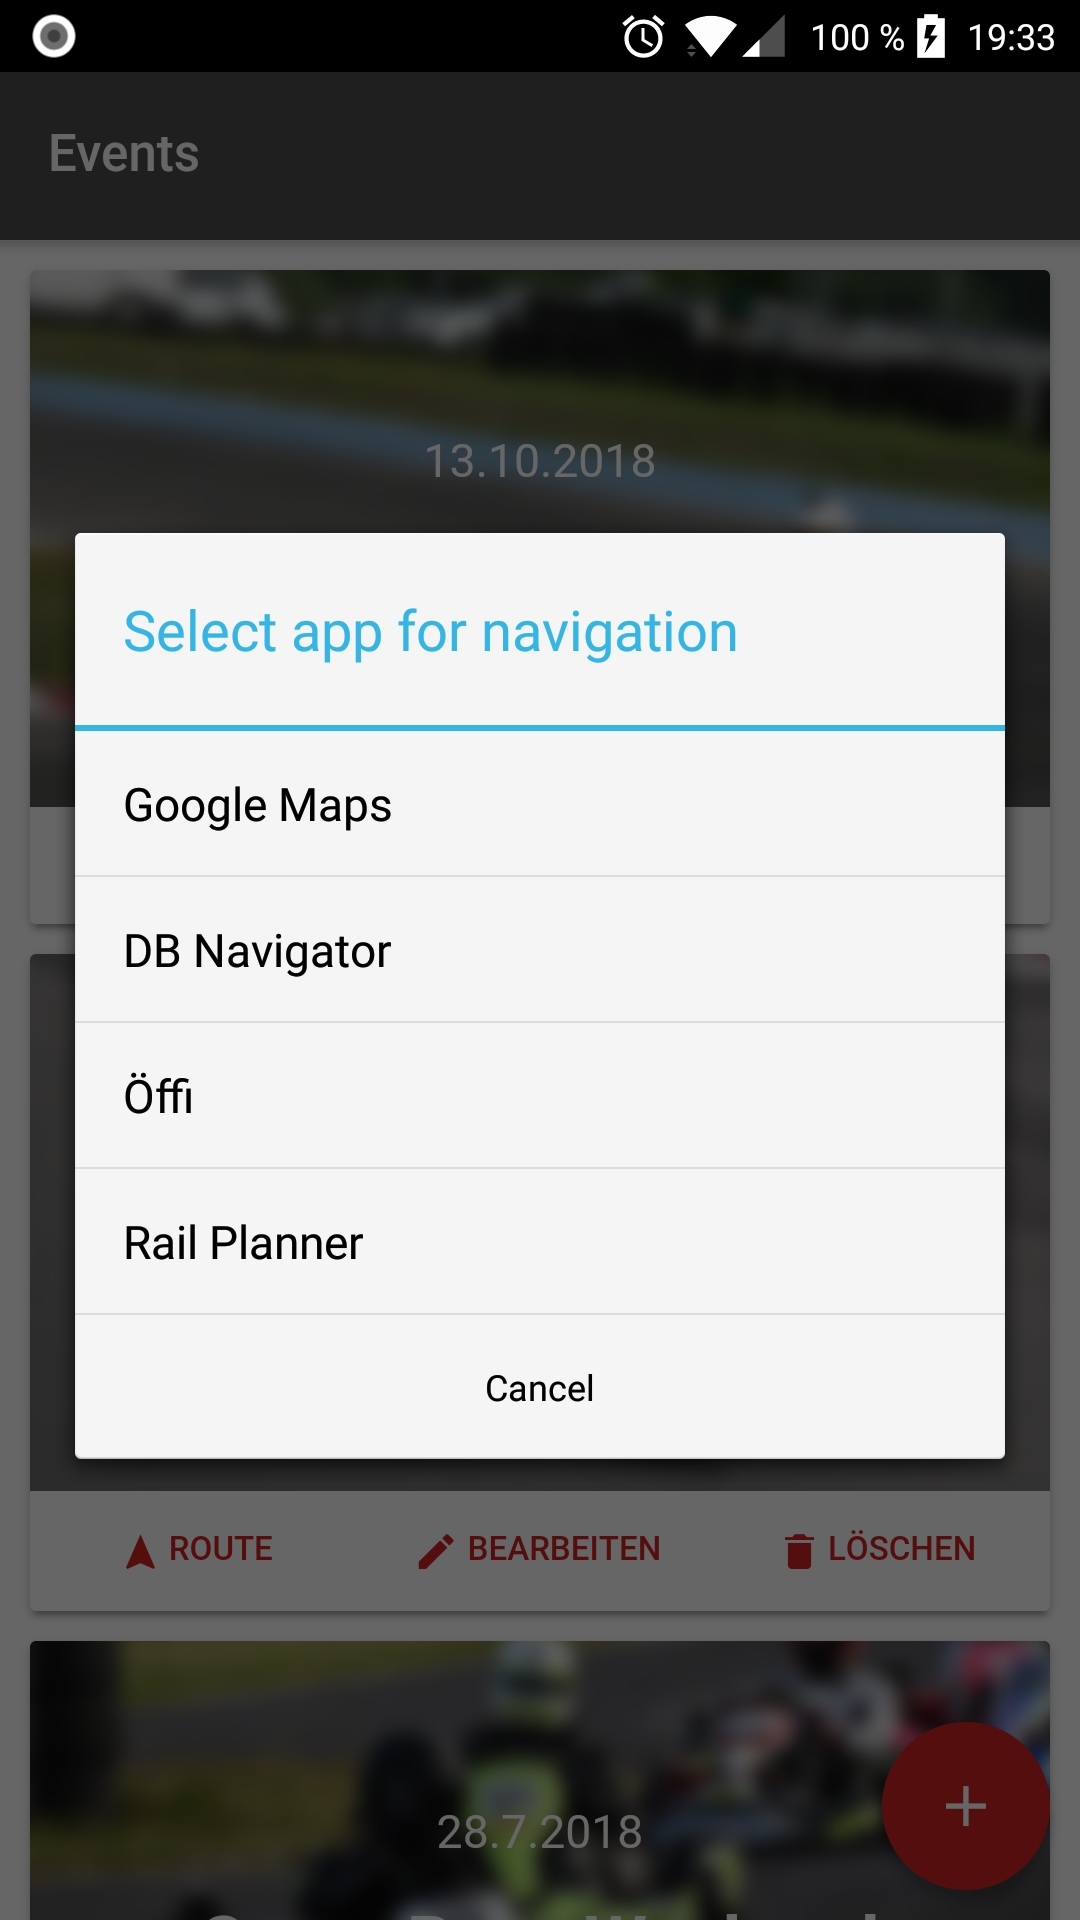 100 % 19:33
Events
13.10.2018
Select app for navigation
Google Maps
DB Navigator
Öffi
Rail Planner
Cancel
ROUTE BEARBEITEN LÖSCHEN
28.7.2018